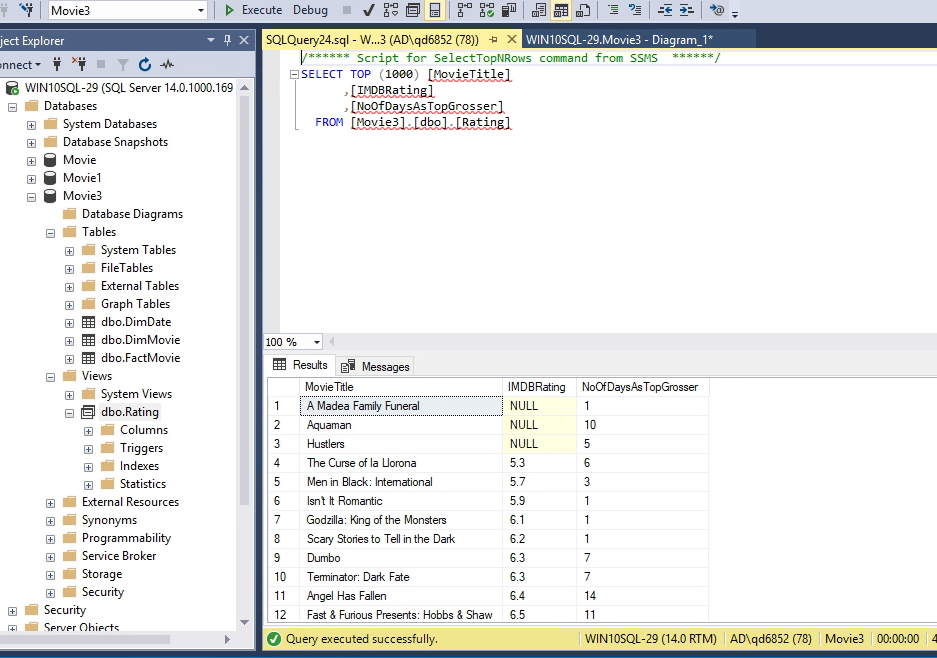 Movie3
Execute Debug
ject Explorer
SQLQuery24.sql - W...3 (AD\qd6852 (78))
WIN10SQL-29.Movie3 - Diagram_1*
onnect
WIN10SQL-29 (SQL Server 14.0.1000.169
Databases
System Databases
Database Snapshots
Movie
Movie1
Movie3
Database Diagrams
Tables
System Tables
FileTables
External Tables
Graph Tables
dbo.DimDate
dbo.DimMovie
dbo.FactMovie
Views
System Views
dbo.Rating
Columns
Triggers
Indexes
Statistics
External Resources
Synonyms
Programmability
Service Broker
Storage
Security
Security
Server Objects
/****** Script for SelectTopNRows command from SSMS  ******/
SELECT TOP (1000) [MovieTitle]
,[IMDBRating]
,[NoOfDaysAsTopGrosser]
FROM [Movie3].[dbo].[Rating]
100 %
Results Messages
MovieTitle IMDBRating NoOfDaysAsTopGrosser
1 A Madea Family Funeral NULL 1
2 Aquaman NULL 10
3 Hustlers NULL 5
4 The Curse of la Llorona 5.3 6
5 Men in Black: International 5.7 3
6 Isn't It Romantic 5.9 1
7 Godzilla: King of the Monsters 6.1 1
8 Scary Stories to Tell in the Dark 6.2 1
9 Dumbo 6.3 7
10 Terminator: Dark Fate 6.3 7
11 Angel Has Fallen 6.4 14
12 Fast & Furious Presents: Hobbs & Shaw 6.5 11
Query executed successfully.
WIN10SQL-29 (14.0 RTM) AD\qd6852 (78) Movie3 00:00:00 4